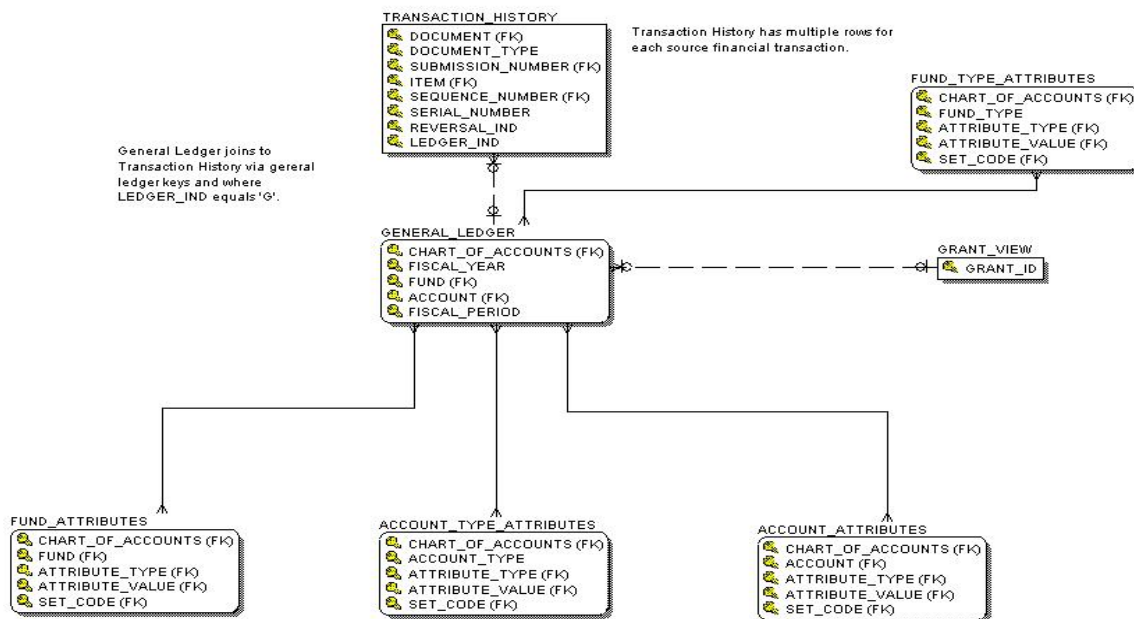 TRANSACTION_HISTORY
DOCUMENT (FK)
DOCUMENT_TYPE
SUBMISSION_NUMBER (FK)
ITEM (FK)
SEQUENCE_NUMBER (FK)
SERIAL_NUMBER
REVERSAL_IND
LEDGER_IND
Transaction History has multiple rows for
each source financial transaction.
FUND_TYPE_ATTRIBUTES
CHART_OF_ACCOUNTS (FK)
FUND_TYPE
ATTRIBUTE_TYPE (FK)
ATTRIBUTE_VALUE (FK)
SET_CODE (FK)
General Ledger joins to
Transaction History via gereral
ledger keys and where
LEDGER_IND equals 'G'.
GENERAL_LEDGER
CHART_OF_ACCOUNTS (FK)
FISCAL_YEAR
FUND (FK)
ACCOUNT (FK)
FISCAL_PERIOD
GRANT_VIEW
GRANT_ID
FUND_ATTRIBUTES
CHART_OF_ACCOUNTS (FK)
FUND (FK)
ATTRIBUTE_TYPE (FK)
ATTRIBUTE_VALUE (FK)
SET_CODE (FK)
ACCOUNT_TYPE_ATTRIBUTES
CHART_OF_ACCOUNTS (FK)
ACCOUNT_TYPE
ATTRIBUTE_TYPE (FK)
ATTRIBUTE_VALUE (FK)
SET_CODE (FK)
ACCOUNT_ATTRIBUTES
CHART_OF_ACCOUNTS (FK)
ACCOUNT (FK)
ATTRIBUTE_TYPE (FK)
ATTRIBUTE_VALUE (FK)
SET_CODE (FK)